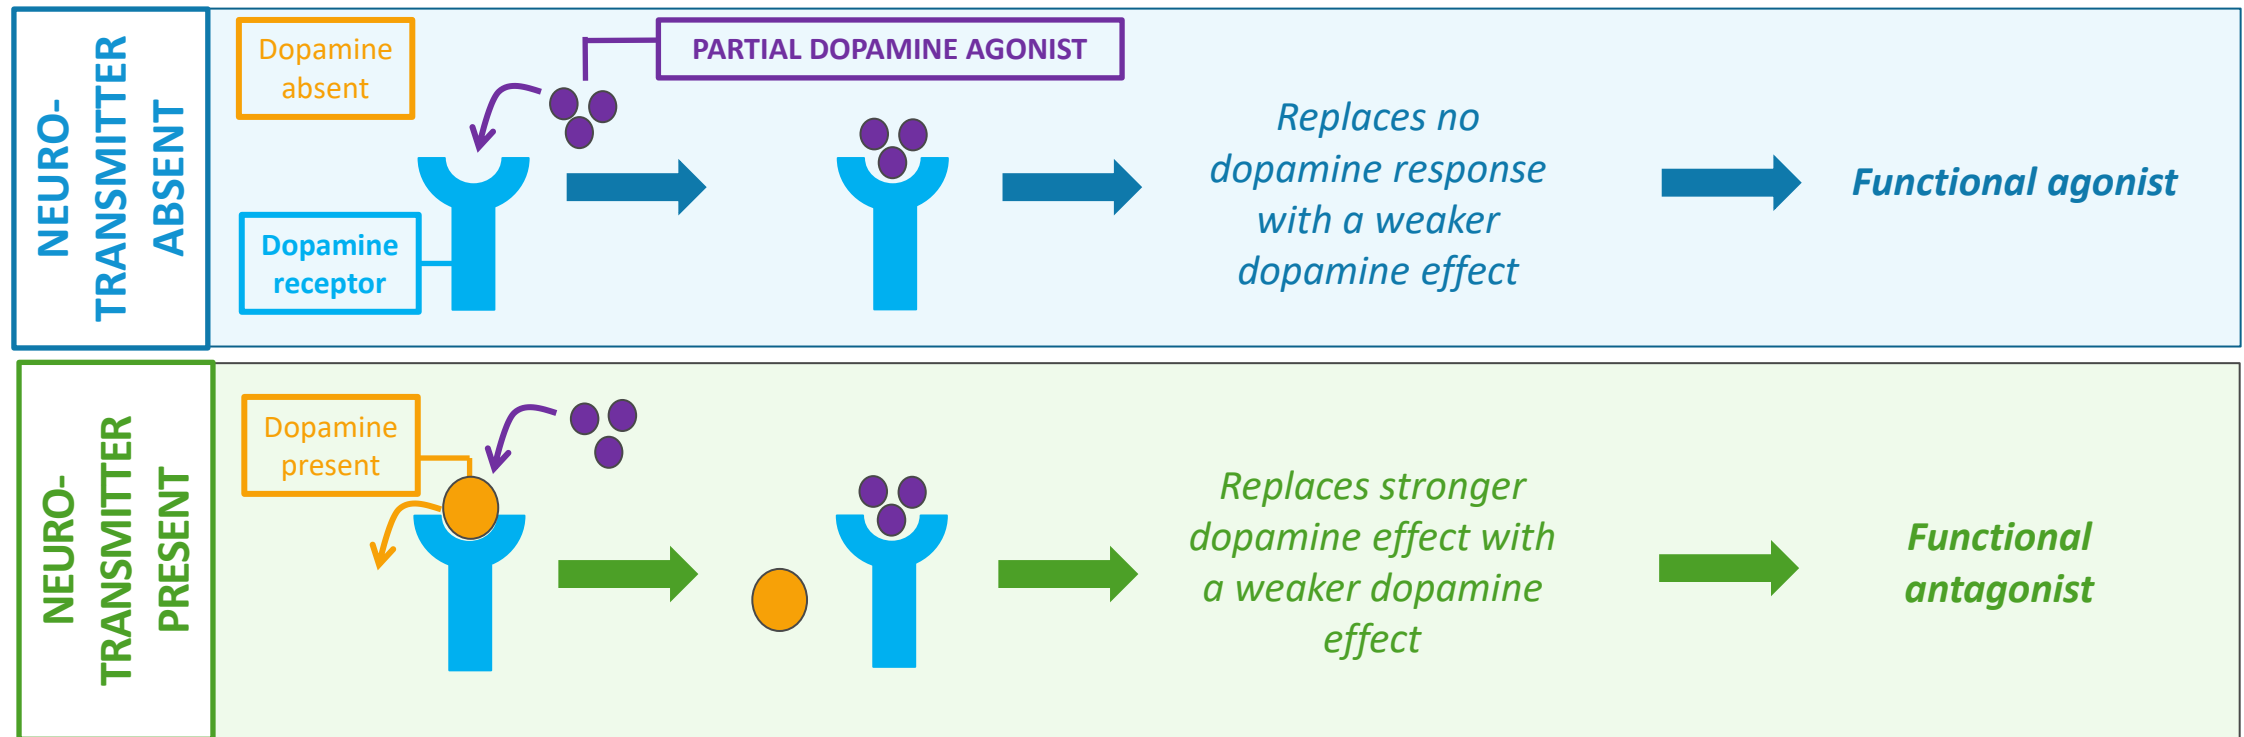 NEURO-
TRANSMITTER
ABSENT
Dopamine
absent
PARTIAL DOPAMINE AGONIST
Dopamine
receptor
Replaces no
dopamine response
with a weaker
dopamine effect
Functional agonist
NEURO-
TRANSMITTER
PRESENT
Dopamine
present
Replaces stronger
dopamine effect with
a weaker dopamine
effect
Functional
antagonist